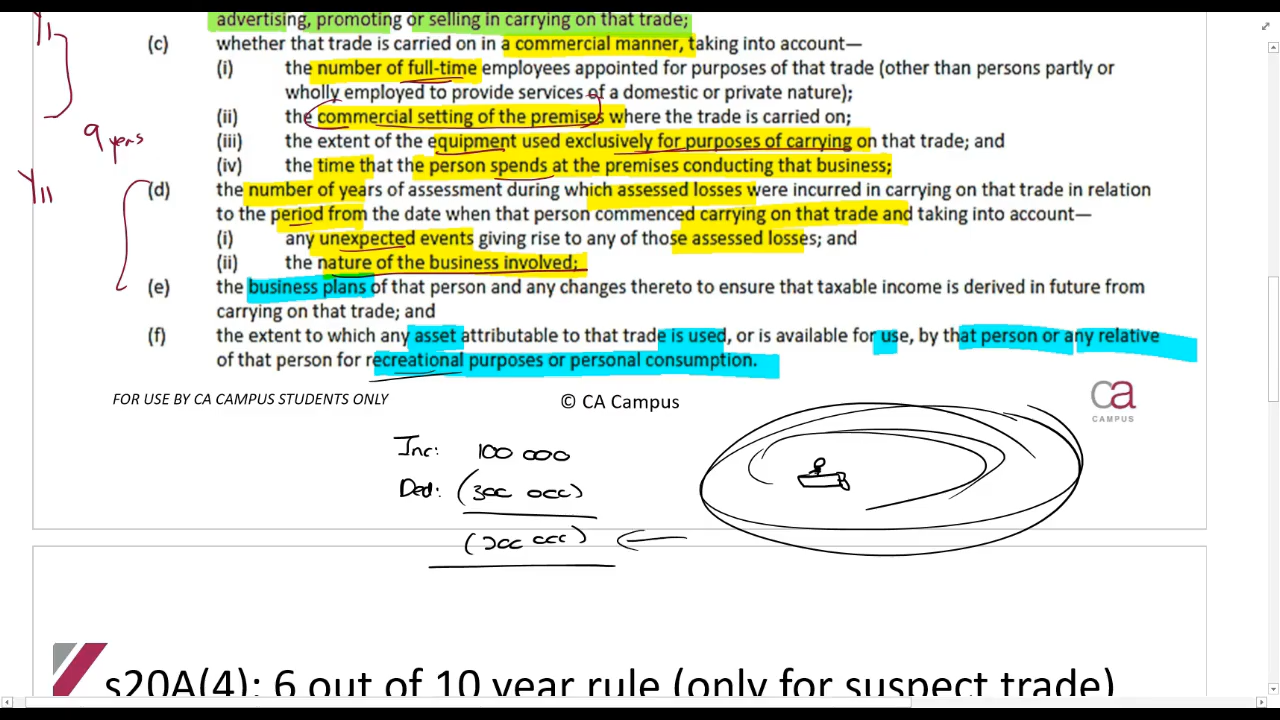 advertising, promoting or selling in carrying on that trade;
Y1
(c) whether that trade is carried on in a commercial manner, taking into account—
(i) the number of full-time employees appointed for purposes of that trade (other than persons partly or
wholly employed to provide services of a domestic or private nature);
(ii) the commercial setting of the premises where the trade is carried on;
9 years
(iii) the extent of the equipment used exclusively for purposes of carrying on that trade; and
(iv) the time that the person spends at the premises conducting that business;
Y11
(d) the number of years of assessment during which assessed losses were incurred in carrying on that trade in relation
to the period from the date when that person commenced carrying on that trade and taking into account—
(i) any unexpected events giving rise to any of those assessed losses; and
(ii) the nature of the business involved;
(e) the business plans of that person and any changes thereto to ensure that taxable income is derived in future from
carrying on that trade; and
(f) the extent to which any asset attributable to that trade is used, or is available for use, by that person or any relative
of that person for recreational purposes or personal consumption.
FOR USE BY CA CAMPUS STUDENTS ONLY
© CA Campus
ca
CAMPUS
Inc: 100 000
Ded: (300 000)
(200 000)
s20A(4): 6 out of 10 year rule (only for suspect trade)